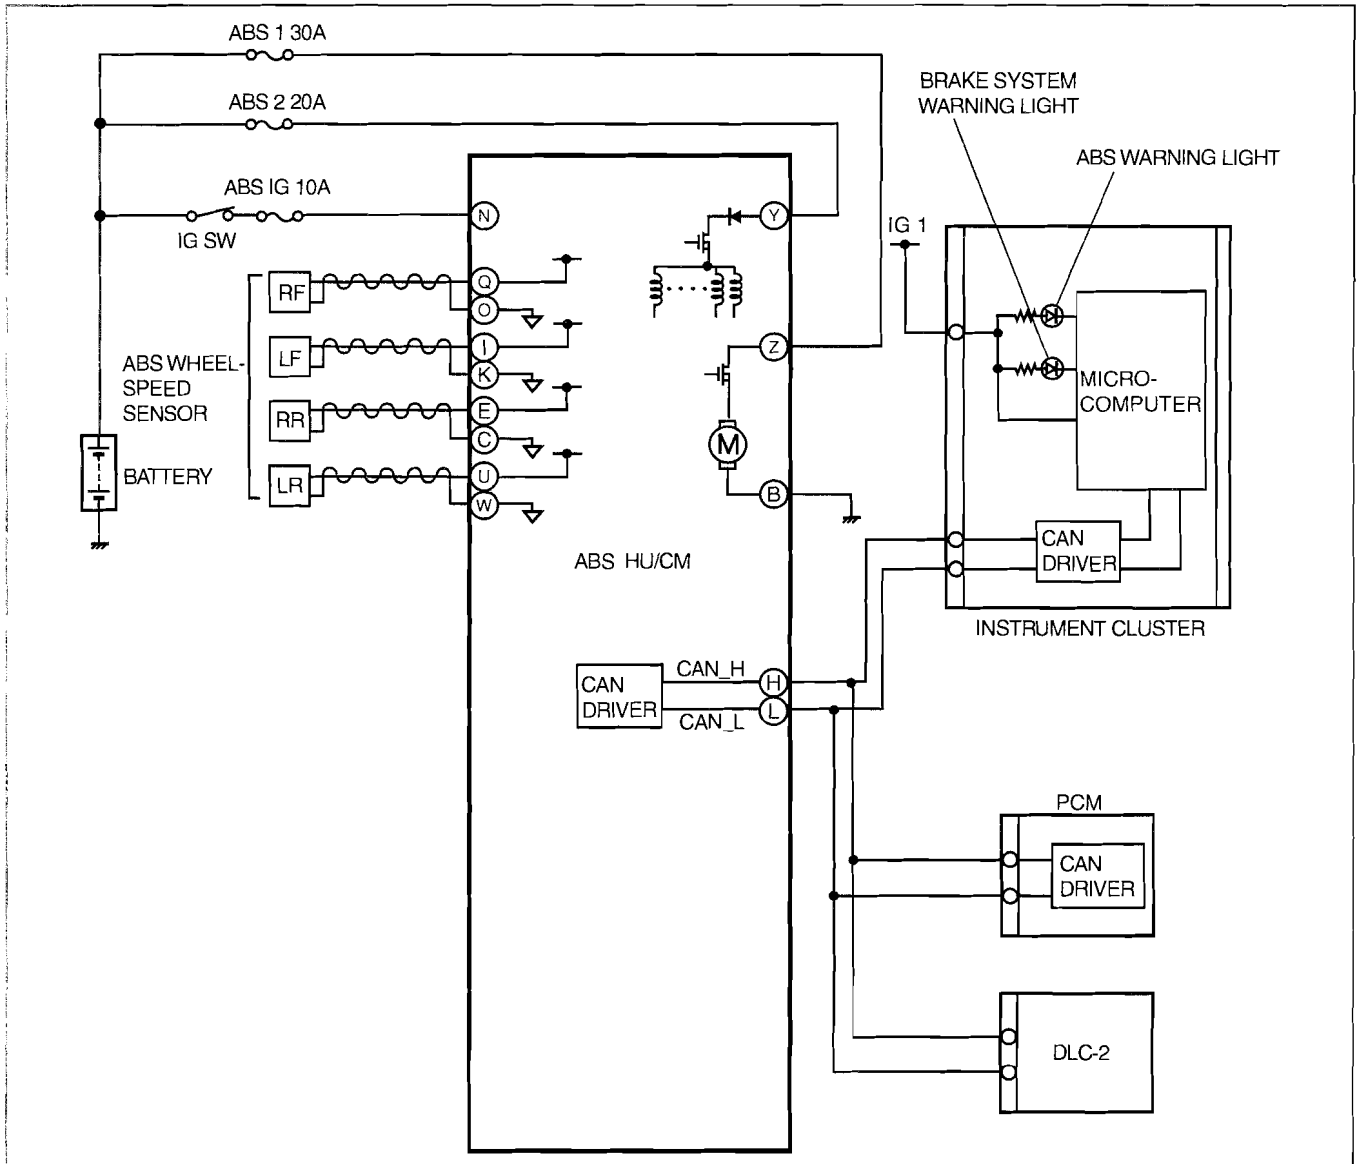 ABS 1 30A
ABS 2 20A
ABS IG 10A
IG SW
BRAKE SYSTEM
WARNING LIGHT
ABS WARNING LIGHT
IG 1
N
Y
Q
O
I
K
E
C
U
W
Z
B
M
RF
LF
RR
LR
ABS WHEEL-
SPEED
SENSOR
BATTERY
MICRO-
COMPUTER
CAN
DRIVER
INSTRUMENT CLUSTER
ABS HU/CM
CAN
DRIVER
CAN_H
CAN_L
H
L
PCM
CAN
DRIVER
DLC-2